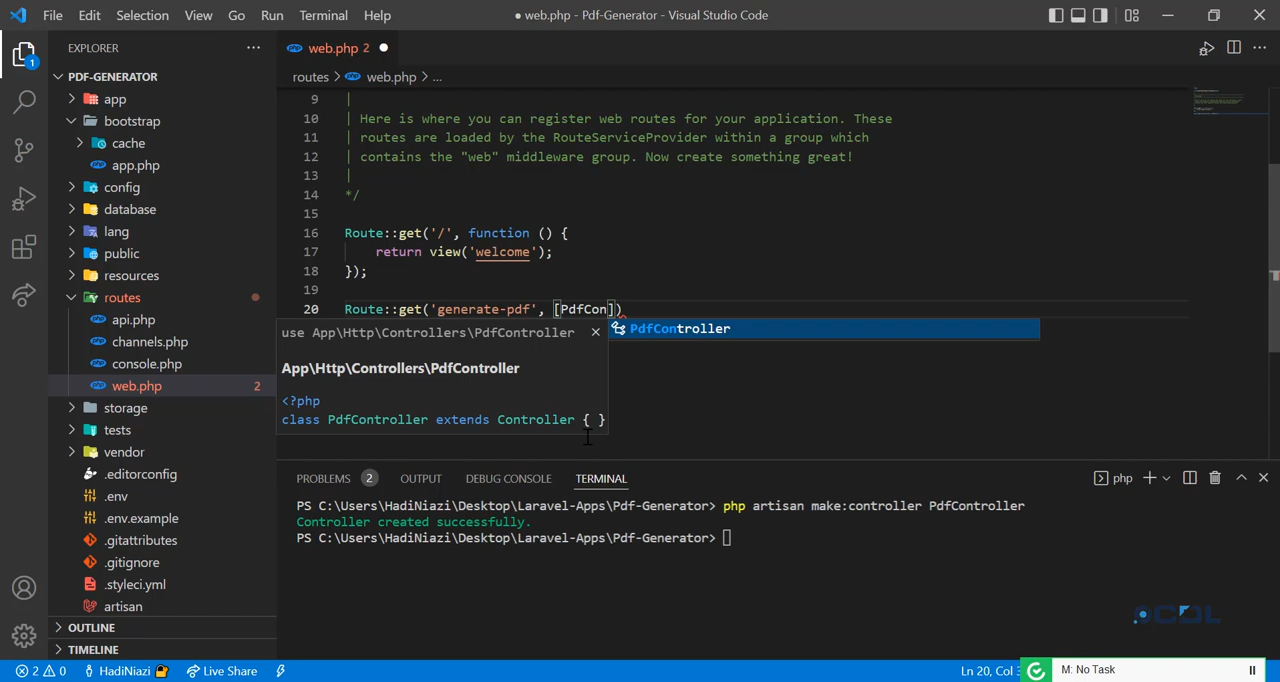 File Edit Selection View Go Run Terminal Help
● web.php - Pdf-Generator - Visual Studio Code
EXPLORER
PDF-GENERATOR
app
bootstrap
cache
app.php
config
database
lang
public
resources
routes
api.php
channels.php
console.php
web.php 2
storage
tests
vendor
.editorconfig
.env
.env.example
.gitattributes
.gitignore
.styleci.yml
artisan
OUTLINE
TIMELINE
1
web.php 2 ●
routes > web.php > ...
9 |
10 | Here is where you can register web routes for your application. These
11 | routes are loaded by the RouteServiceProvider within a group which
12 | contains the "web" middleware group. Now create something great!
13 |
14 */
15
16 Route::get('/', function () {
17 return view('welcome');
18 });
19
20 Route::get('generate-pdf', [PdfCon])
PdfController
use App\Http\Controllers\PdfController
App\Http\Controllers\PdfController
<?php
class PdfController extends Controller { }
PROBLEMS 2 OUTPUT DEBUG CONSOLE TERMINAL
php
PS C:\Users\HadiNiazi\Desktop\Laravel-Apps\Pdf-Generator> php artisan make:controller PdfController
Controller created successfully.
PS C:\Users\HadiNiazi\Desktop\Laravel-Apps\Pdf-Generator>
2 0 HadiNiazi Live Share
Ln 20, Col 3
M: No Task